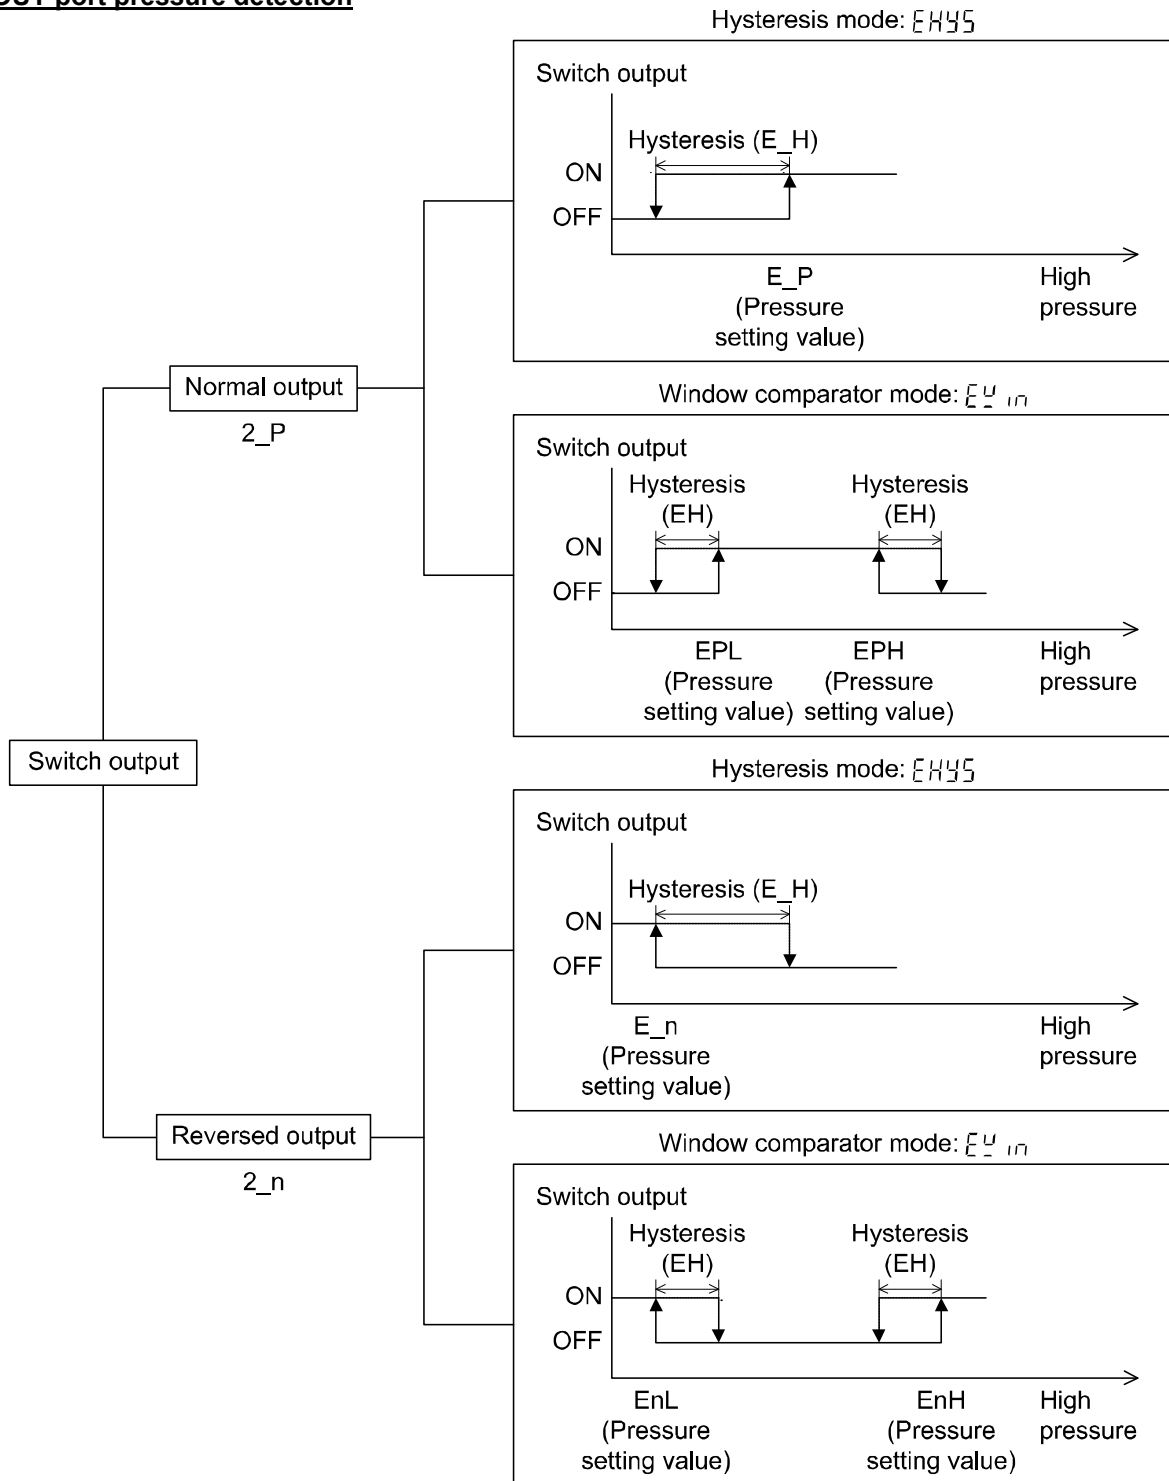 OUT port pressure detection
Hysteresis mode: EHYS
Switch output
Hysteresis (E_H)
ON
OFF
E_P
(Pressure
setting value)
High
pressure
Normal output
2_P
Window comparator mode: EWin
Switch output
Hysteresis
(EH)
Hysteresis
(EH)
ON
OFF
EPL
(Pressure
setting value)
EPH
(Pressure
setting value)
High
pressure
Switch output
Hysteresis mode: EHYS
Switch output
Hysteresis (E_H)
ON
OFF
E_n
(Pressure
setting value)
High
pressure
Reversed output
2_n
Window comparator mode: EWin
Switch output
Hysteresis
(EH)
Hysteresis
(EH)
ON
OFF
EnL
(Pressure
setting value)
EnH
(Pressure
setting value)
High
pressure